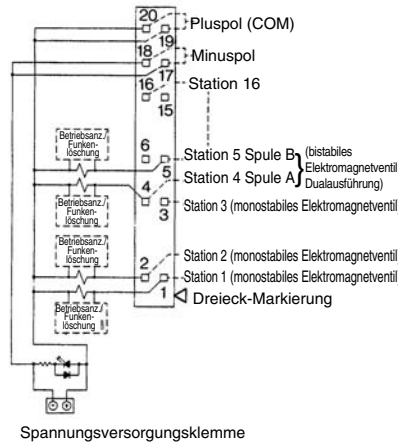 20
Pluspol (COM)
19
18
Minuspol
17
16
Station 16
15
Betriebsanz./
Funken-
löschung
6
5
Station 5 Spule B
(bistabiles
Elektromagnetventil
Dualausführung)
4
Station 4 Spule A
3
Station 3 (monostabiles Elektromagnetventil
Betriebsanz./
Funken-
löschung
Betriebsanz./
Funken-
löschung
2
Station 2 (monostabiles Elektromagnetventil
1
Station 1 (monostabiles Elektromagnetventil
Dreieck-Markierung
Betriebsanz./
Funken-
löschung
Spannungsversorgungsklemme